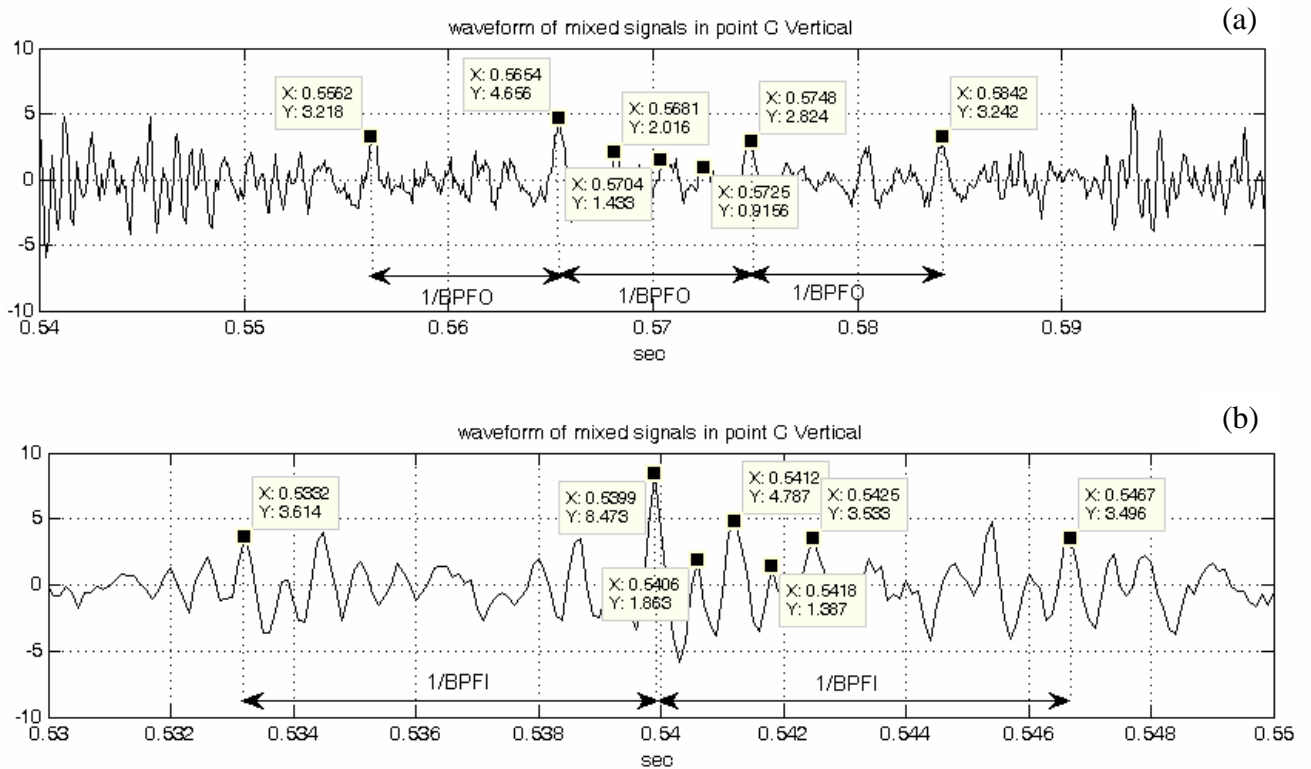 (a)
waveform of mixed signals in point C Vertical
10
5
0
-5
-10
X: 0.5562
Y: 3.218
X: 0.5654
Y: 4.656
X: 0.5681
Y: 2.016
X: 0.5704
Y: 1.433
X: 0.5725
Y: 0.9156
X: 0.5748
Y: 2.824
X: 0.5842
Y: 3.242
1/BPFO
1/BPFO
1/BPFO
0.54
0.55
0.56
0.57
0.58
0.59
sec
(b)
waveform of mixed signals in point C Vertical
10
5
0
-5
-10
X: 0.5332
Y: 3.614
X: 0.5399
Y: 8.473
X: 0.5406
Y: 1.863
X: 0.5412
Y: 4.787
X: 0.5418
Y: 1.387
X: 0.5425
Y: 3.533
X: 0.5467
Y: 3.496
1/BPFI
1/BPFI
0.53
0.532
0.534
0.536
0.538
0.54
0.542
0.544
0.546
0.548
0.55
sec